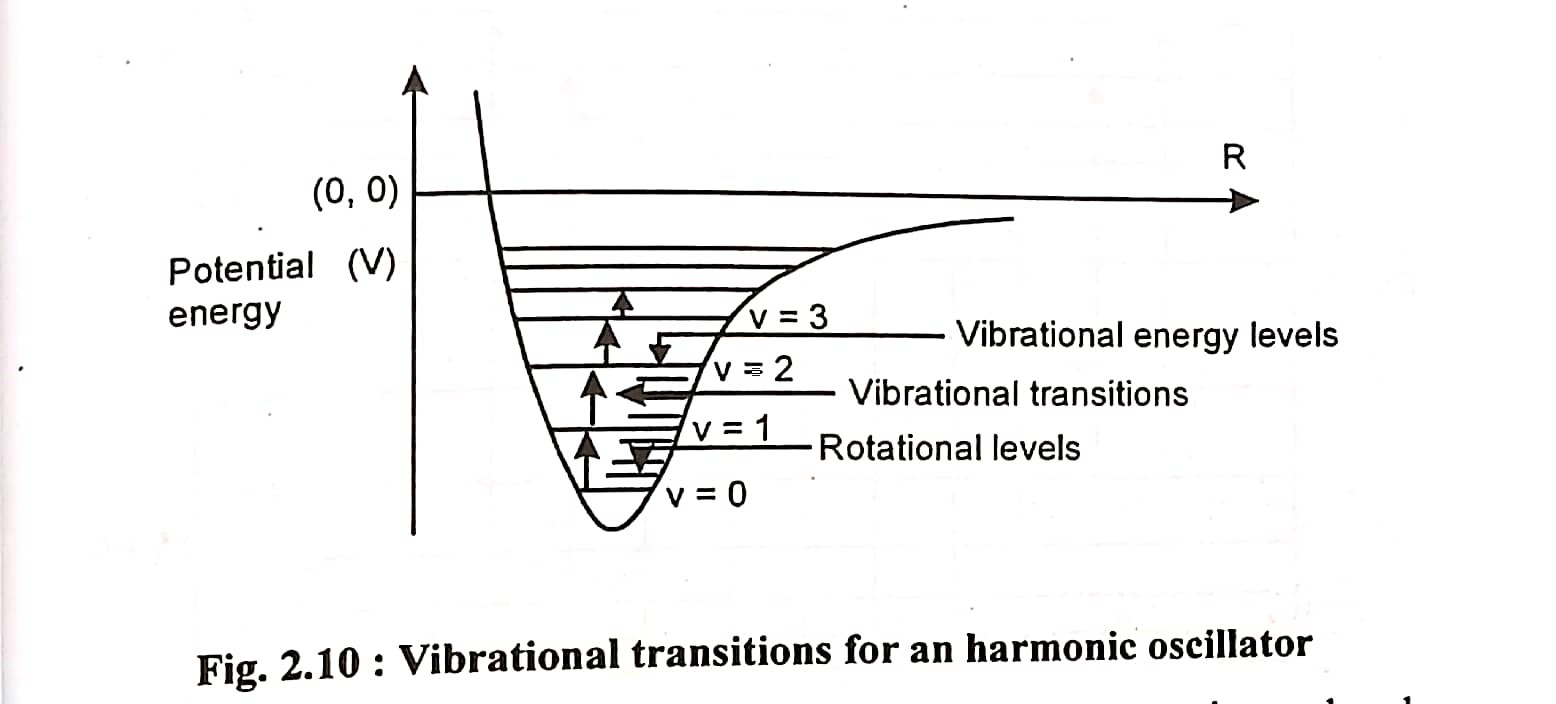 R
(0, 0)
Potential (V)
energy
v = 3
Vibrational energy levels
v = 2
Vibrational transitions
v = 1
Rotational levels
v = 0
Fig. 2.10 : Vibrational transitions for an harmonic oscillator